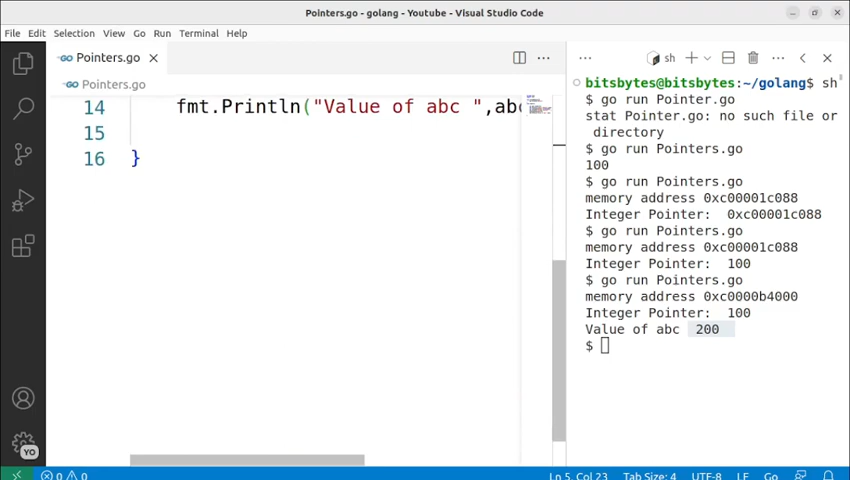 Pointers.go - golang - Youtube - Visual Studio Code
File Edit Selection View Go Run Terminal Help
Pointers.go
sh
Pointers.go
14 fmt.Println("Value of abc ",abc
15
16 }
bitsbytes@bitsbytes:~/golang$ sh
$ go run Pointer.go
stat Pointer.go: no such file or
directory
$ go run Pointers.go
100
$ go run Pointers.go
memory address 0xc00001c088
Integer Pointer:  0xc00001c088
$ go run Pointers.go
memory address 0xc00001c088
Integer Pointer:  100
$ go run Pointers.go
memory address 0xc0000b4000
Integer Pointer:  100
Value of abc  200
$
YO
0 0 Ln 5, Col 23 Tab Size: 4 UTF-8 LF Go